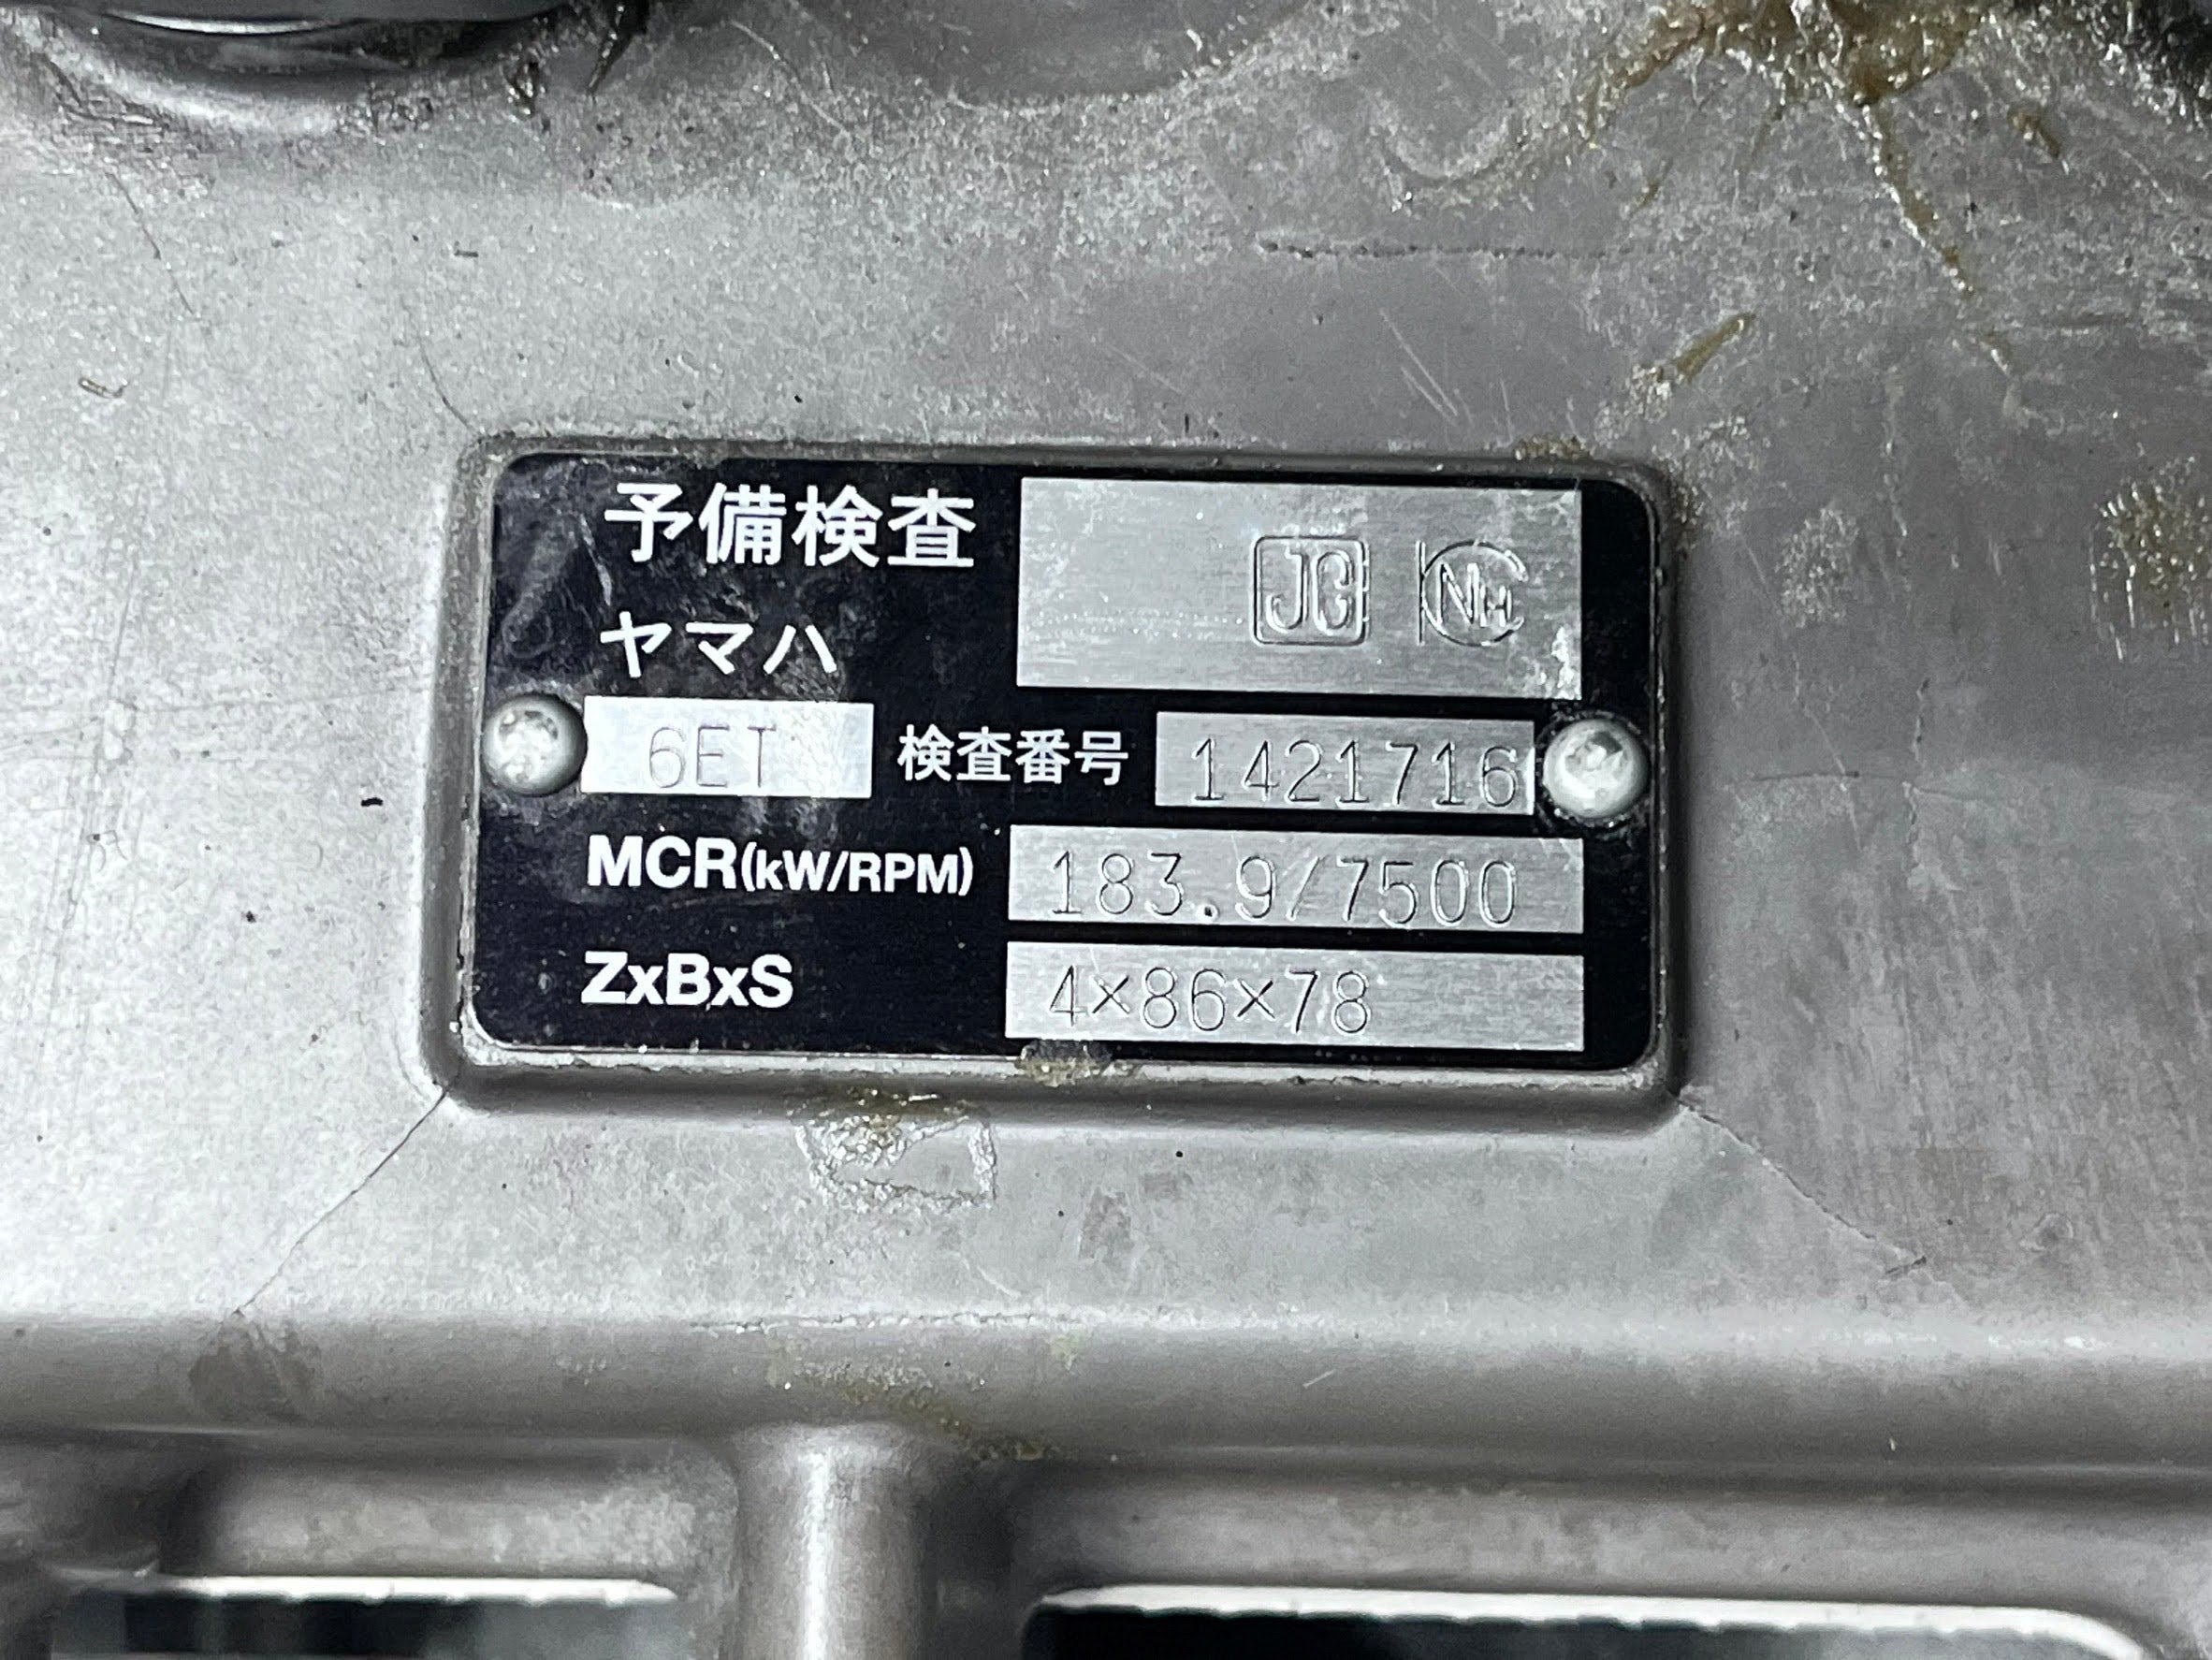 予備検査
JG NK
ヤマハ
6ET 検査番号 1421716
MCR(kW/RPM) 183.9/7500
ZxBxS 4×86×78